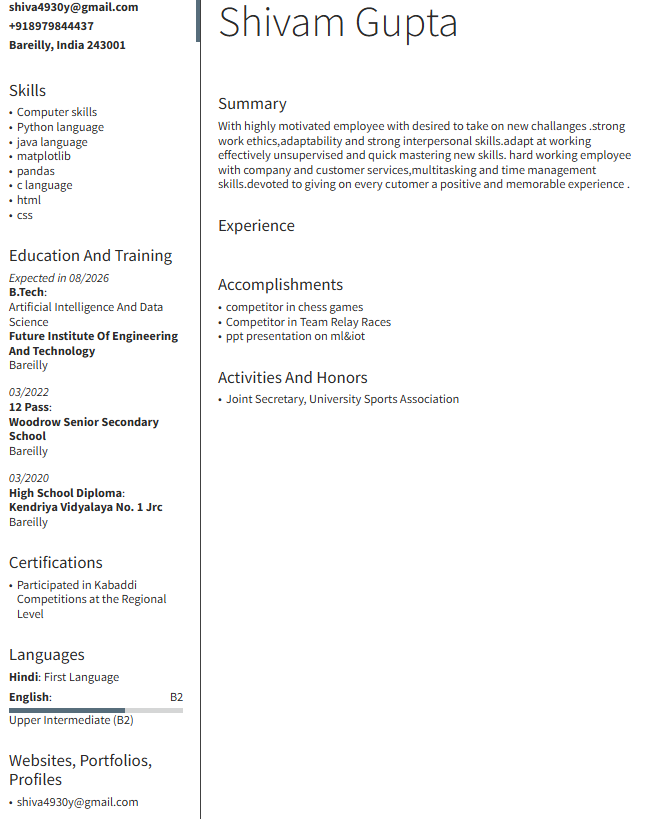 shiva4930y@gmail.com
+918979844437
Bareilly, India 243001
Skills
• Computer skills
• Python language
• java language
• matplotlib
• pandas
• c language
• html
• css
Education And Training
Expected in 08/2026
B.Tech:
Artificial Intelligence And Data
Science
Future Institute Of Engineering
And Technology
Bareilly
03/2022
12 Pass:
Woodrow Senior Secondary
School
Bareilly
03/2020
High School Diploma:
Kendriya Vidyalaya No. 1 Jrc
Bareilly
Certifications
• Participated in Kabaddi
Competitions at the Regional
Level
Languages
Hindi: First Language
English: B2
Upper Intermediate (B2)
Websites, Portfolios,
Profiles
• shiva4930y@gmail.com
Shivam Gupta
Summary
With highly motivated employee with desired to take on new challanges .strong
work ethics,adaptability and strong interpersonal skills.adapt at working
effectively unsupervised and quick mastering new skills. hard working employee
with company and customer services,multitasking and time management
skills.devoted to giving on every cutomer a positive and memorable experience .
Experience
Accomplishments
• competitor in chess games
• Competitor in Team Relay Races
• ppt presentation on ml&iot
Activities And Honors
• Joint Secretary, University Sports Association